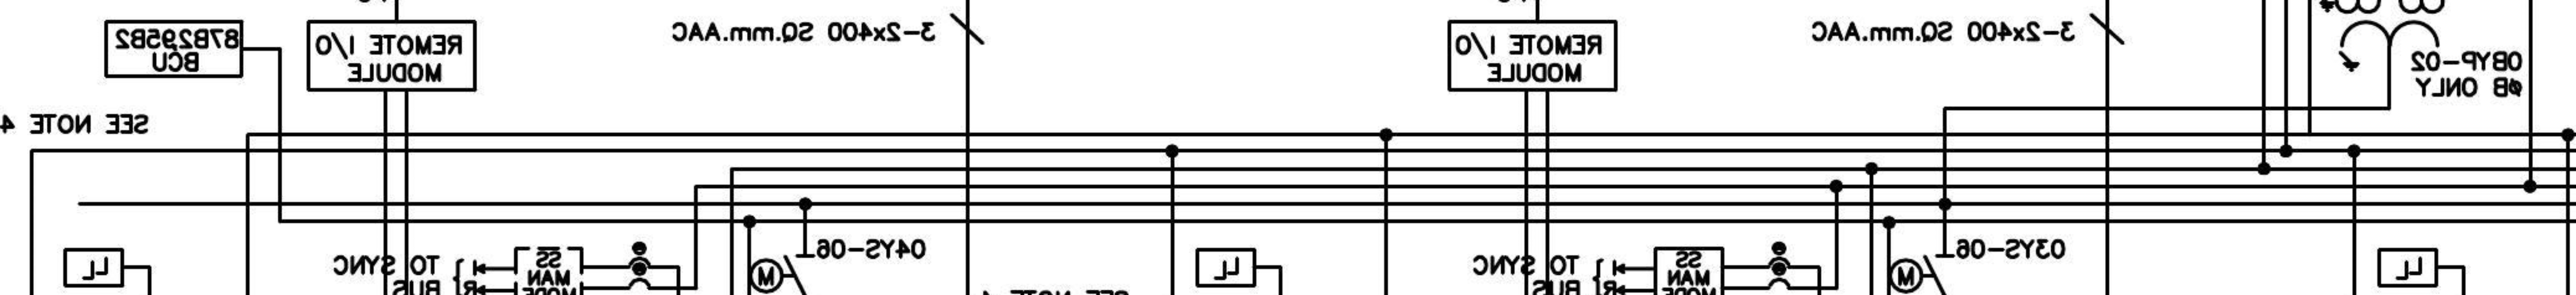 87B295B2
BCU
REMOTE I/O
MODULE
3-2x400 SQ.mm.AAC
REMOTE I/O
MODULE
3-2x400 SQ.mm.AAC
0BYP-02
øB ONLY
SEE NOTE 4
LL
TO SYNC
BUS
SS
MAN
MODE
M
04YS-06
SEE NOTE 4
LL
TO SYNC
BUS
SS
MAN
MODE
M
03YS-06
LL